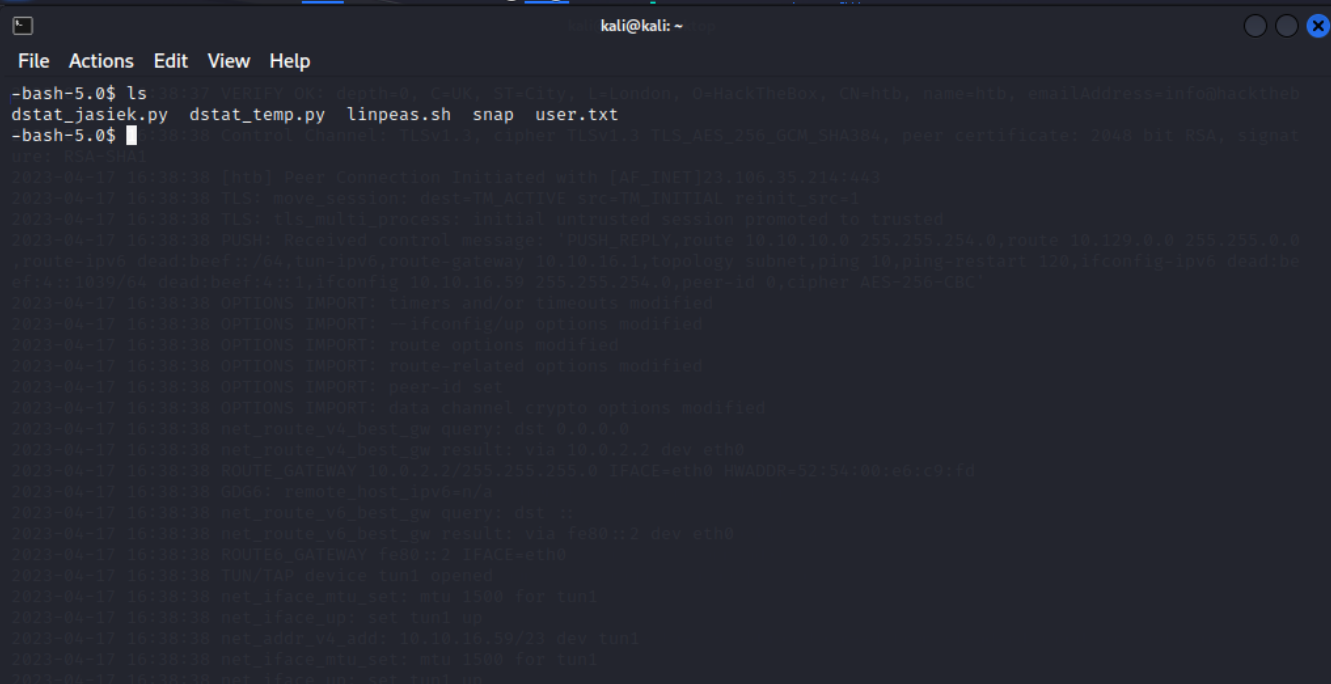 kali@kali: ~
File Actions Edit View Help
-bash-5.0$ ls
dstat_jasiek.py dstat_temp.py linpeas.sh snap user.txt
-bash-5.0$
:38:37 VERIFY OK: depth=0, C=UK, ST=City, L=London, O=HackTheBox, CN=htb, name=htb, emailAddress=info@hacktheb
Control Channel: TLSv1.3, cipher TLSv1.3 TLS_AES_256_GCM_SHA384, peer certificate: 2048 bit RSA, signat
ure: RSA-SHA1
2023-04-17 16:38:38 [htb] Peer Connection Initiated with [AF_INET]23.106.35.214:443
2023-04-17 16:38:38 TLS: move_session: dest=TM_ACTIVE src=TM_INITIAL reinit_src=1
2023-04-17 16:38:38 TLS: tls_multi_process: initial untrusted session promoted to trusted
2023-04-17 16:38:38 PUSH: Received control message: 'PUSH_REPLY,route 10.10.10.0 255.255.254.0,route 10.129.0.0 255.255.0.0
,route-ipv6 dead:beef::/64,tun-ipv6,route-gateway 10.10.16.1,topology subnet,ping 10,ping-restart 120,ifconfig-ipv6 dead:be
ef:4::1039/64 dead:beef:4::1,ifconfig 10.10.16.59 255.255.254.0,peer-id 0,cipher AES-256-CBC'
2023-04-17 16:38:38 OPTIONS IMPORT: timers and/or timeouts modified
2023-04-17 16:38:38 OPTIONS IMPORT: --ifconfig/up options modified
2023-04-17 16:38:38 OPTIONS IMPORT: route options modified
2023-04-17 16:38:38 OPTIONS IMPORT: route-related options modified
2023-04-17 16:38:38 OPTIONS IMPORT: peer-id set
2023-04-17 16:38:38 OPTIONS IMPORT: data channel crypto options modified
2023-04-17 16:38:38 net_route_v4_best_gw query: dst 0.0.0.0
2023-04-17 16:38:38 net_route_v4_best_gw result: via 10.0.2.2 dev eth0
2023-04-17 16:38:38 ROUTE_GATEWAY 10.0.2.2/255.255.255.0 IFACE=eth0 HWADDR=52:54:00:e6:c9:fd
2023-04-17 16:38:38 GDG6: remote_host_ipv6=n/a
2023-04-17 16:38:38 net_route_v6_best_gw query: dst ::
2023-04-17 16:38:38 net_route_v6_best_gw result: via fe80::2 dev eth0
2023-04-17 16:38:38 ROUTE6_GATEWAY fe80::2 IFACE=eth0
2023-04-17 16:38:38 TUN/TAP device tun1 opened
2023-04-17 16:38:38 net_iface_mtu_set: mtu 1500 for tun1
2023-04-17 16:38:38 net_iface_up: set tun1 up
2023-04-17 16:38:38 net_addr_v4_add: 10.10.16.59/23 dev tun1
2023-04-17 16:38:38 net_iface_mtu_set: mtu 1500 for tun1
2023-04-17 16:38:38 net_iface_up: set tun1 up